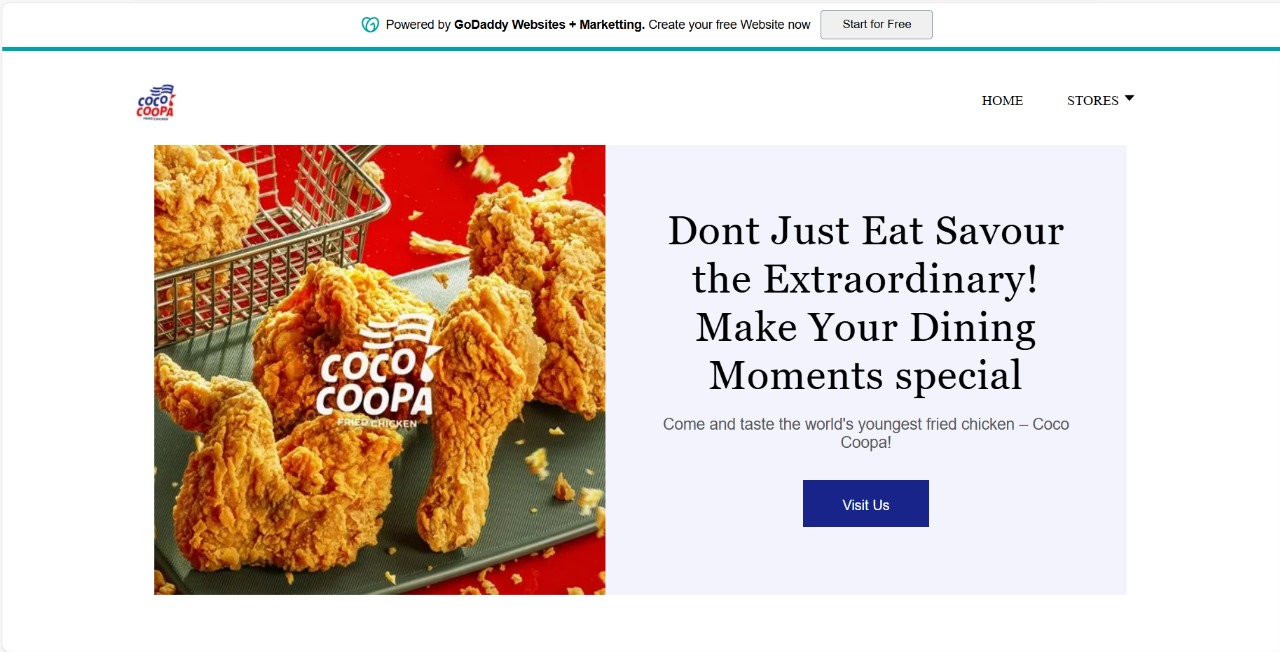 Powered by GoDaddy Websites + Marketting. Create your free Website now
Start for Free
COCO
COOPA
FRIED CHICKEN
HOME
STORES
COCO
COOPA
FRIED CHICKEN
Dont Just Eat Savour
the Extraordinary!
Make Your Dining
Moments special
Come and taste the world's youngest fried chicken – Coco
Coopa!
Visit Us